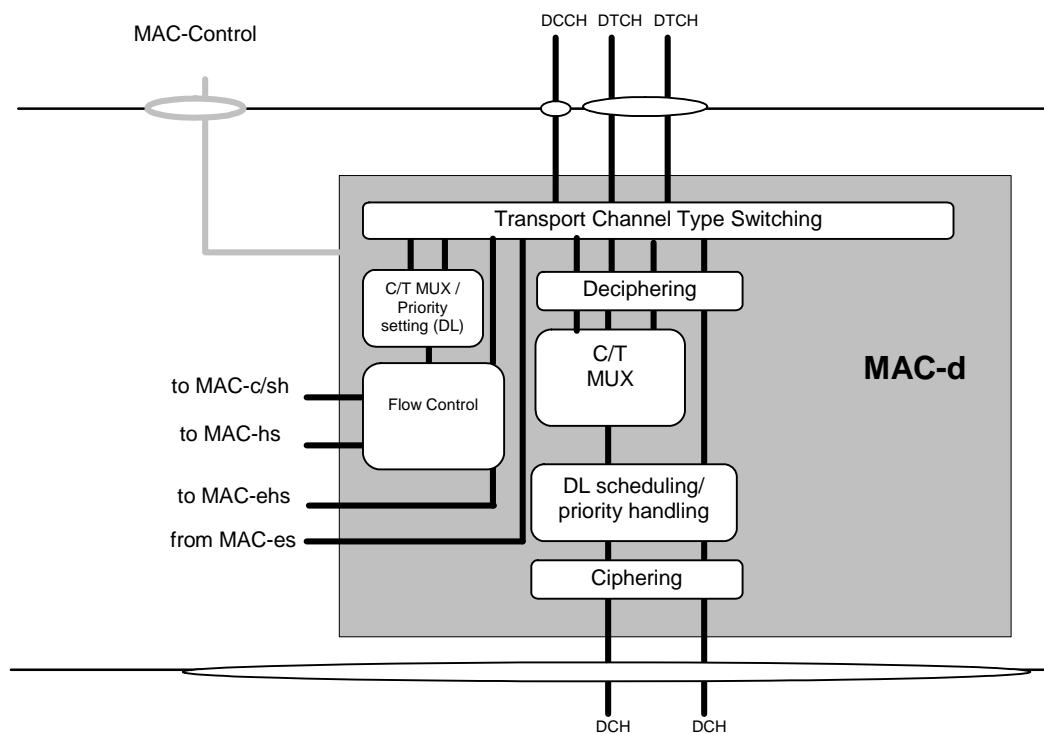 DCCH DTCH DTCH
MAC-Control
Transport Channel Type Switching
C/T MUX /
Priority
setting (DL)
Deciphering
C/T
MUX
MAC-d
to MAC-c/sh
Flow Control
to MAC-hs
to MAC-ehs
from MAC-es
DL scheduling/
priority handling
Ciphering
DCH DCH